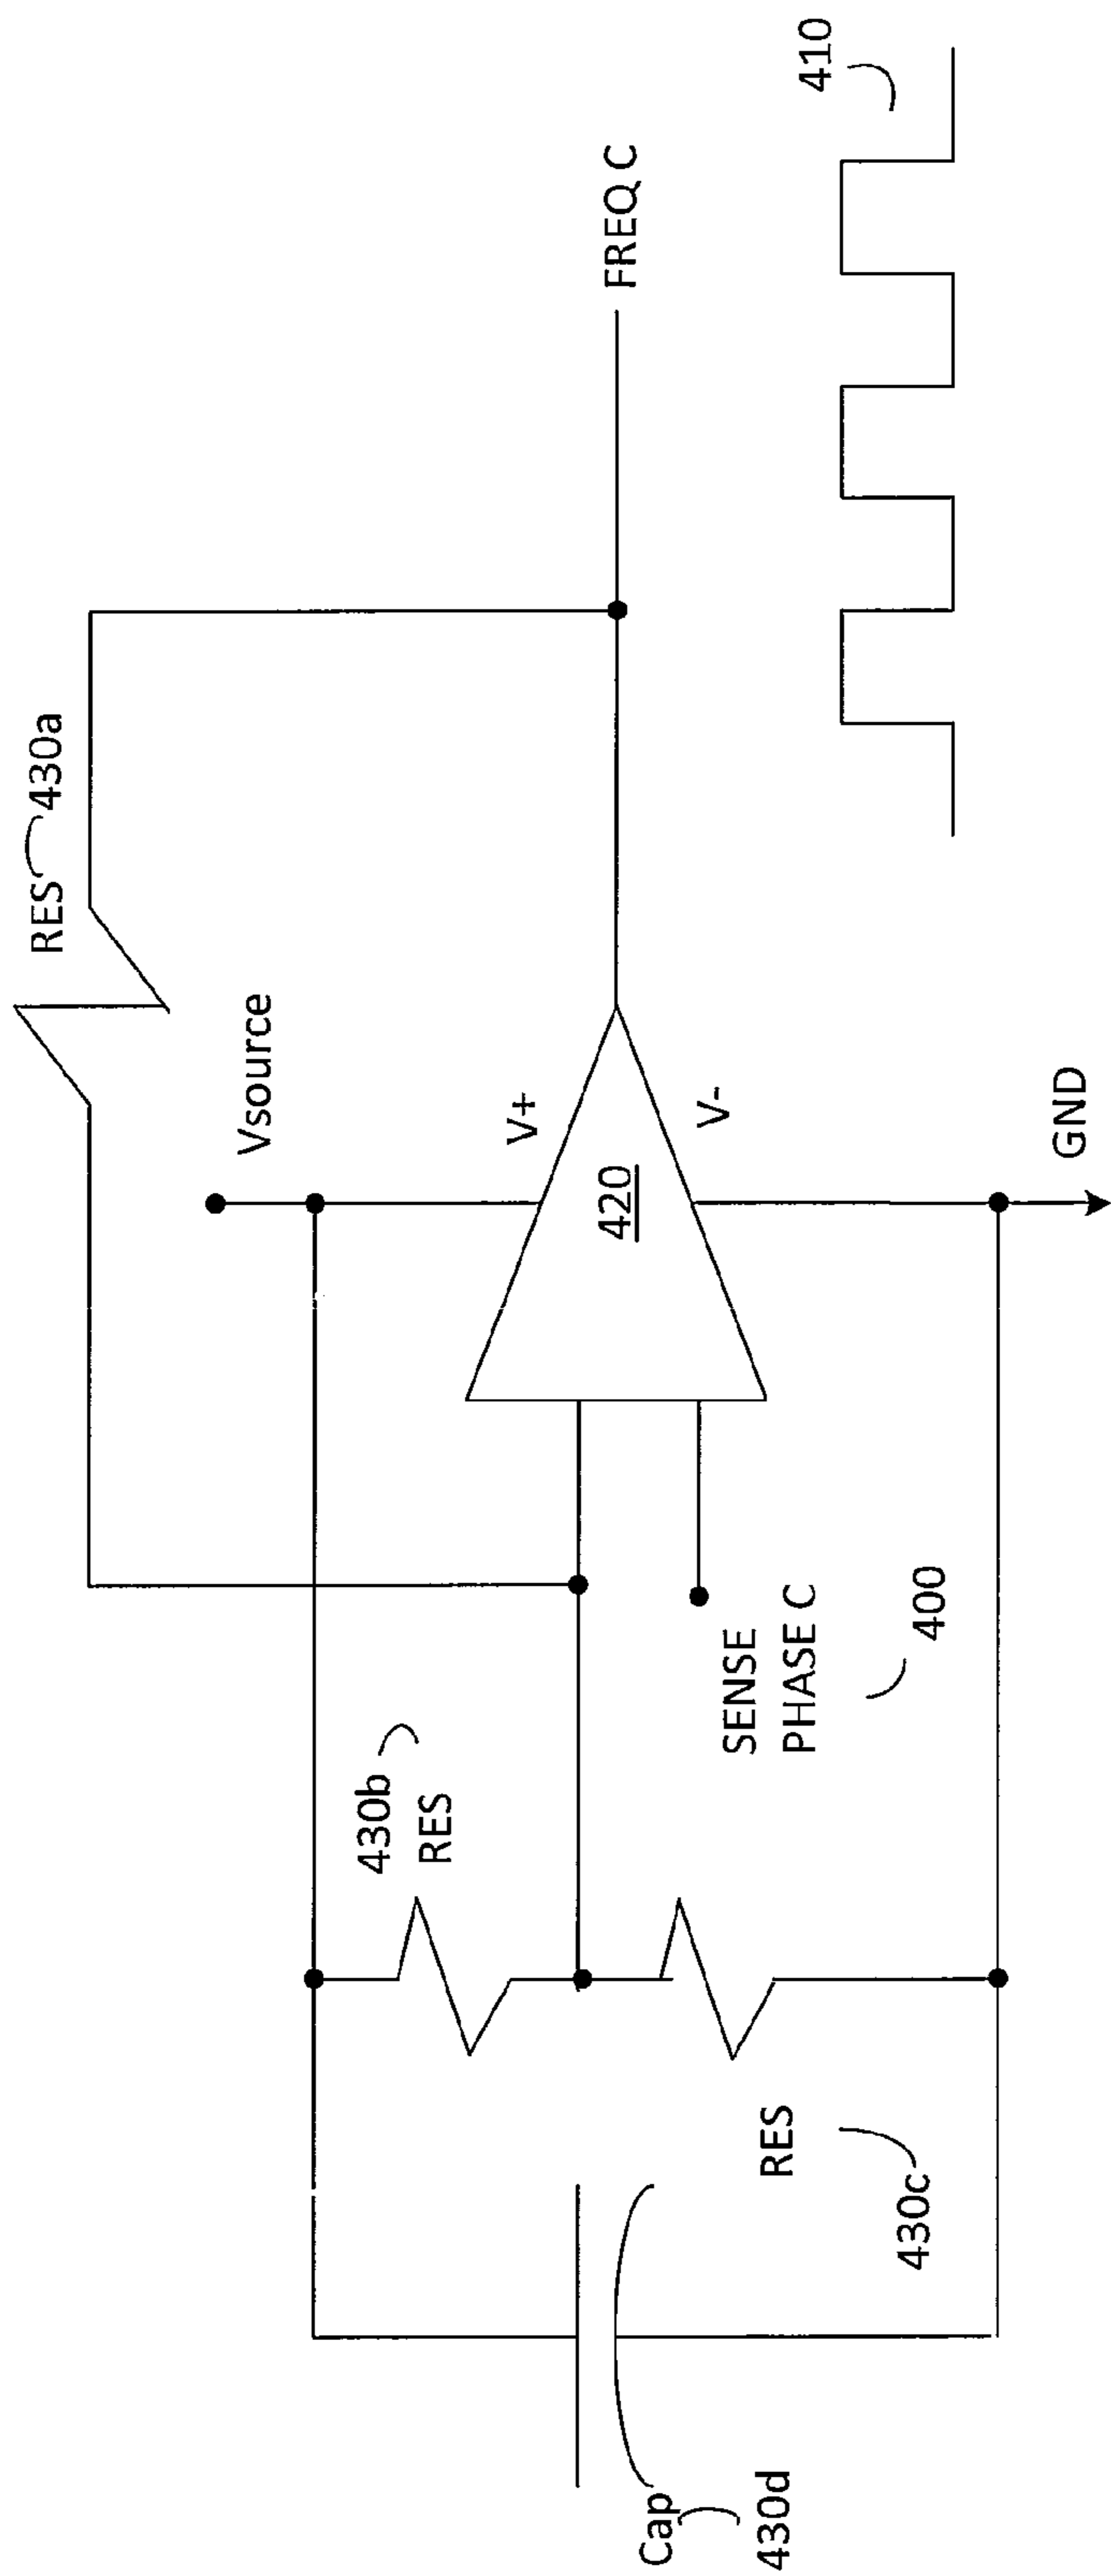 RES 430a
Vsource
430b
RES
V+
420
V-
FREQ C
SENSE
PHASE C
400
410
Cap
430d
RES
430c
GND